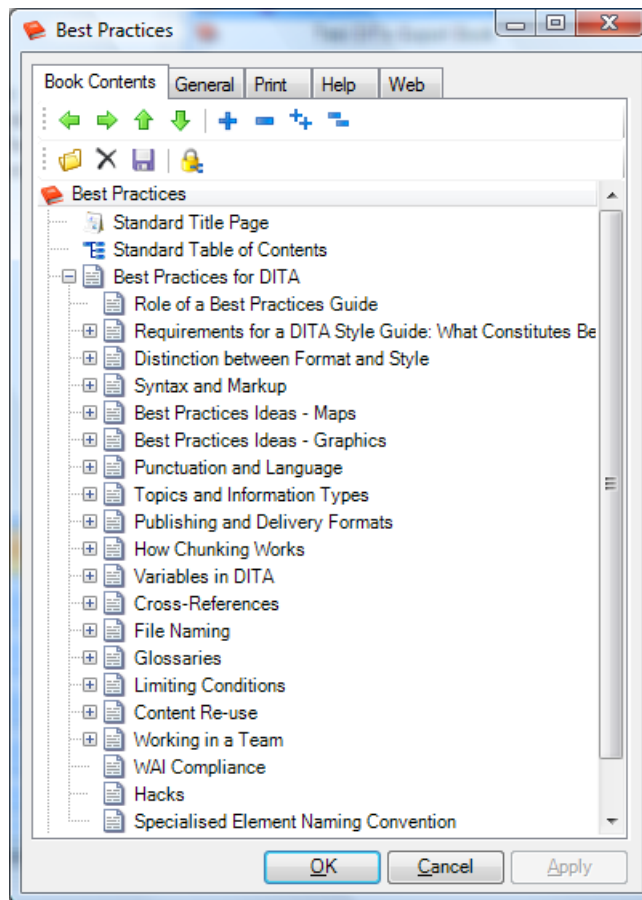 Best Practices
Book Contents General Print Help Web
Best Practices
Standard Title Page
Standard Table of Contents
Best Practices for DITA
Role of a Best Practices Guide
Requirements for a DITA Style Guide: What Constitutes Be
Distinction between Format and Style
Syntax and Markup
Best Practices Ideas - Maps
Best Practices Ideas - Graphics
Punctuation and Language
Topics and Information Types
Publishing and Delivery Formats
How Chunking Works
Variables in DITA
Cross-References
File Naming
Glossaries
Limiting Conditions
Content Re-use
Working in a Team
WAI Compliance
Hacks
Specialised Element Naming Convention
OK Cancel Apply